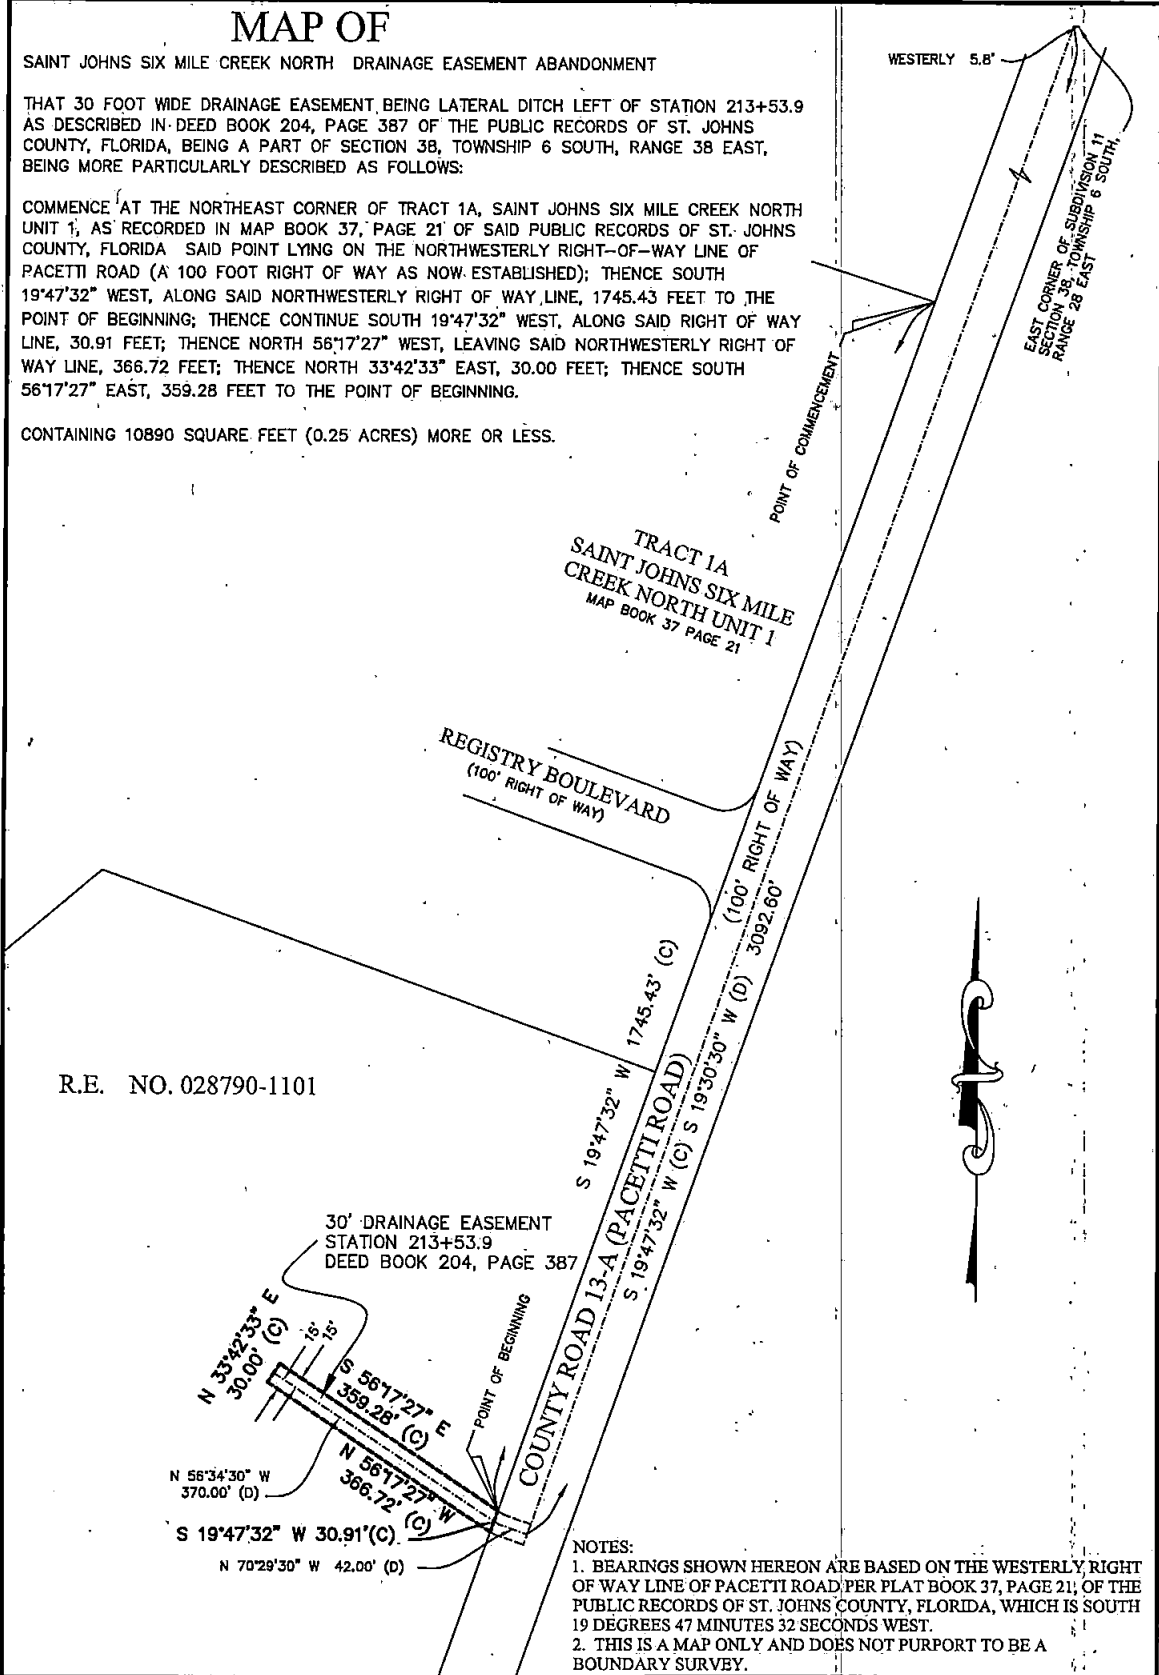 MAP OF
SAINT JOHNS SIX MILE CREEK NORTH DRAINAGE EASEMENT ABANDONMENT
THAT 30 FOOT WIDE DRAINAGE EASEMENT, BEING LATERAL DITCH LEFT OF STATION 213+53.9
AS DESCRIBED IN DEED BOOK 204, PAGE 387 OF THE PUBLIC RECORDS OF ST. JOHNS
COUNTY, FLORIDA, BEING A PART OF SECTION 38, TOWNSHIP 6 SOUTH, RANGE 38 EAST,
BEING MORE PARTICULARLY DESCRIBED AS FOLLOWS:
COMMENCE AT THE NORTHEAST CORNER OF TRACT 1A, SAINT JOHNS SIX MILE CREEK NORTH
UNIT 1, AS RECORDED IN MAP BOOK 37, PAGE 21 OF SAID PUBLIC RECORDS OF ST. JOHNS
COUNTY, FLORIDA SAID POINT LYING ON THE NORTHWESTERLY RIGHT-OF-WAY LINE OF
PACETTI ROAD (A 100 FOOT RIGHT OF WAY AS NOW ESTABLISHED); THENCE SOUTH
19°47'32" WEST, ALONG SAID NORTHWESTERLY RIGHT OF WAY LINE, 1745.43 FEET TO THE
POINT OF BEGINNING; THENCE CONTINUE SOUTH 19°47'32" WEST, ALONG SAID RIGHT OF WAY
LINE, 30.91 FEET; THENCE NORTH 56°17'27" WEST, LEAVING SAID NORTHWESTERLY RIGHT OF
WAY LINE, 366.72 FEET; THENCE NORTH 33°42'33" EAST, 30.00 FEET; THENCE SOUTH
56°17'27" EAST, 359.28 FEET TO THE POINT OF BEGINNING.
CONTAINING 10890 SQUARE FEET (0.25 ACRES) MORE OR LESS.
WESTERLY 5.8'
EAST CORNER OF SUBDIVISION 11
SECTION 38, TOWNSHIP 6 SOUTH,
RANGE 28 EAST
POINT OF COMMENCEMENT
TRACT 1A
SAINT JOHNS SIX MILE
CREEK NORTH UNIT 1
MAP BOOK 37 PAGE 21
REGISTRY BOULEVARD
(100' RIGHT OF WAY)
(100' RIGHT OF WAY)
S 19°47'32" W 1745.43' (C)
COUNTY ROAD 13-A (PACETTI ROAD)
S 19°47'32" W (C) S 19°30'30" W (D) 3092.60'
R.E. NO. 028790-1101
30' DRAINAGE EASEMENT
STATION 213+53.9
DEED BOOK 204, PAGE 387
N 33°42'33" E
30.00' (C)
15'
15'
S 56°17'27" E
359.28' (C)
POINT OF BEGINNING
N 56°17'27" W
366.72' (C)
N 56°34'30" W
370.00' (D)
S 19°47'32" W 30.91'(C)
N 70°29'30" W 42.00' (D)
NOTES:
1. BEARINGS SHOWN HEREON ARE BASED ON THE WESTERLY RIGHT
OF WAY LINE OF PACETTI ROAD PER PLAT BOOK 37, PAGE 21, OF THE
PUBLIC RECORDS OF ST. JOHNS COUNTY, FLORIDA, WHICH IS SOUTH
19 DEGREES 47 MINUTES 32 SECONDS WEST.
2. THIS IS A MAP ONLY AND DOES NOT PURPORT TO BE A
BOUNDARY SURVEY.